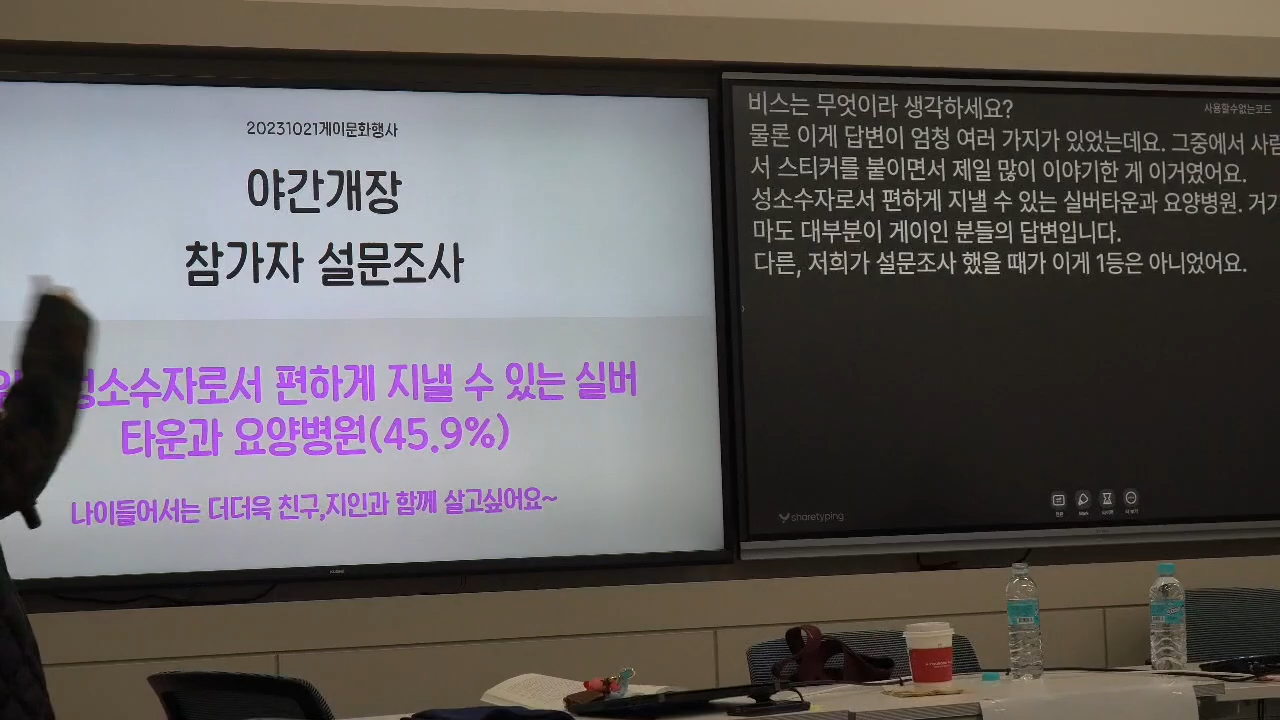 20231021게이문화행사
야간개장
참가자 설문조사
성소수자로서 편하게 지낼 수 있는 실버
타운과 요양병원(45.9%)
나이들어서는 더더욱 친구,지인과 함께 살고싶어요~
비스는 무엇이라 생각하세요?
사용할수없는코드
물론 이게 답변이 엄청 여러 가지가 있었는데요. 그중에서 사람
서 스티커를 붙이면서 제일 많이 이야기한 게 이거였어요.
성소수자로서 편하게 지낼 수 있는 실버타운과 요양병원. 거기
마도 대부분이 게이인 분들의 답변입니다.
다른, 저희가 설문조사 했을 때가 이게 1등은 아니었어요.
sharetyping